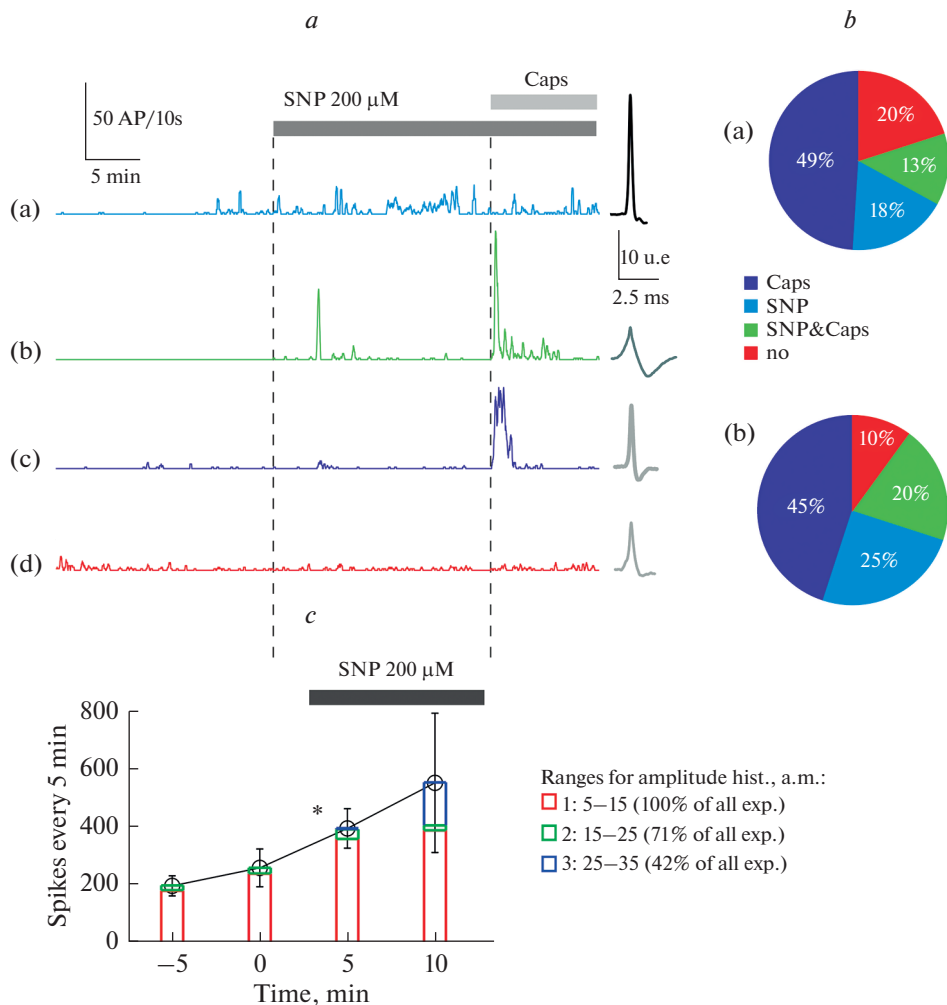 a
b
Caps
SNP 200 μM
50 AP/10s
5 min
(a)
10 u.e
2.5 ms
(b)
(c)
(d)
(a)
20%
13%
18%
49%
Caps
SNP
SNP&Caps
no
(b)
10%
20%
25%
45%
c
SNP 200 μM
Spikes every 5 min
800
600
400
200
0
*
−5
0
5
10
Time, min
Ranges for amplitude hist., a.m.:
1: 5–15 (100% of all exp.)
2: 15–25 (71% of all exp.)
3: 25–35 (42% of all exp.)